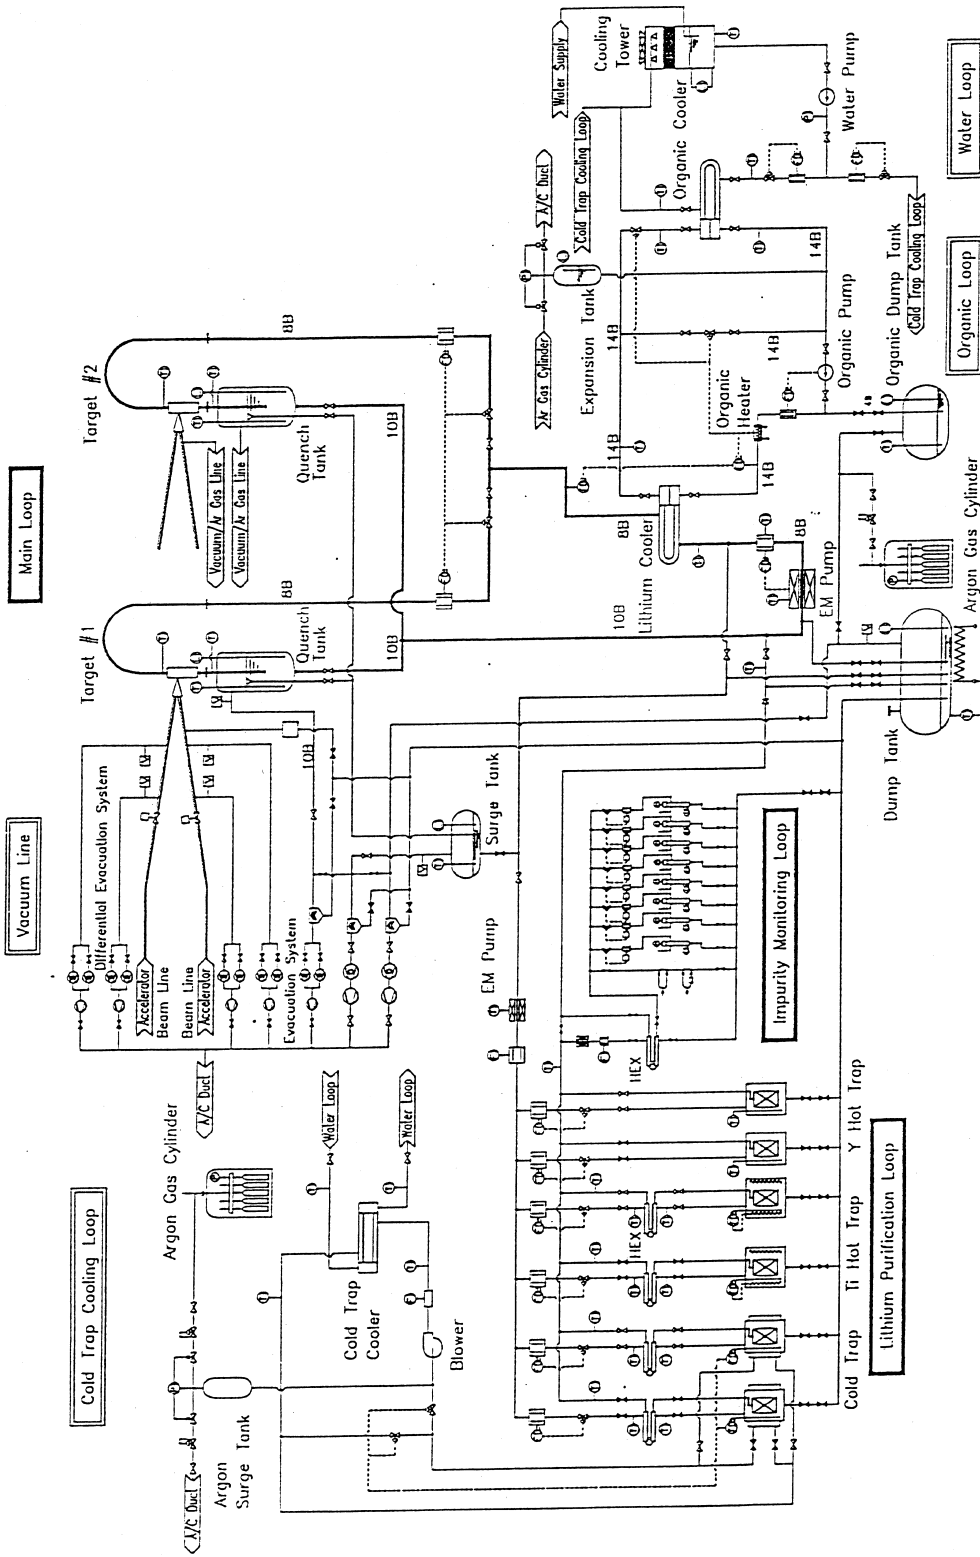 Main Loop
Vacuum Line
Cold Trap Cooling Loop
Target #2
8B
Quench
Tank
10B
Vacuum/Ar Gas Line
Vacuum/Ar Gas Line
Target #1
8B
Quench
Tank
10B
10B
Differential Evacuation System
Accelerator
Beam Line
Beam Line
Accelerator
Evacuation System
A/C Duct
Surge Tank
EM Pump
Argon Gas Cylinder
Water Loop
Water Loop
Cold Trap
Cooler
Blower
A/C Duct
Argon
Surge Tank
Water Supply
Cooling
Tower
Cold Trap Cooling Loop
Organic Cooler
Water Pump
A/C Duct
Ar Gas Cylinder
Expansion Tank
14B
14B
14B
14B
14B
Organic
Heater
Organic Pump
Organic Dump Tank
Cold Trap Cooling Loop
8B
Lithium Cooler
10B
8B
EM Pump
Argon Gas Cylinder
Dump Tank
HEX
HEX
Impurity Monitoring Loop
Cold Trap
Ti Hot Trap
Y Hot Trap
Lithium Purification Loop
Organic Loop
Water Loop